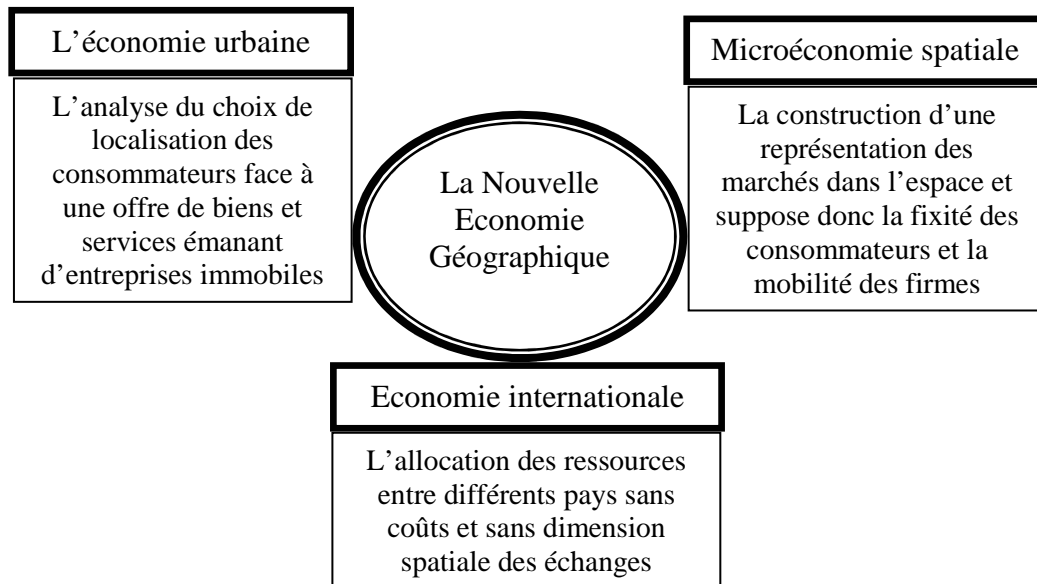 L’économie urbaine
L’analyse du choix de
localisation des
consommateurs face à
une offre de biens et
services émanant
d’entreprises immobiles
La Nouvelle
Economie
Géographique
Microéconomie spatiale
La construction d’une
représentation des
marchés dans l’espace et
suppose donc la fixité des
consommateurs et la
mobilité des firmes
Economie internationale
L’allocation des ressources
entre différents pays sans
coûts et sans dimension
spatiale des échanges